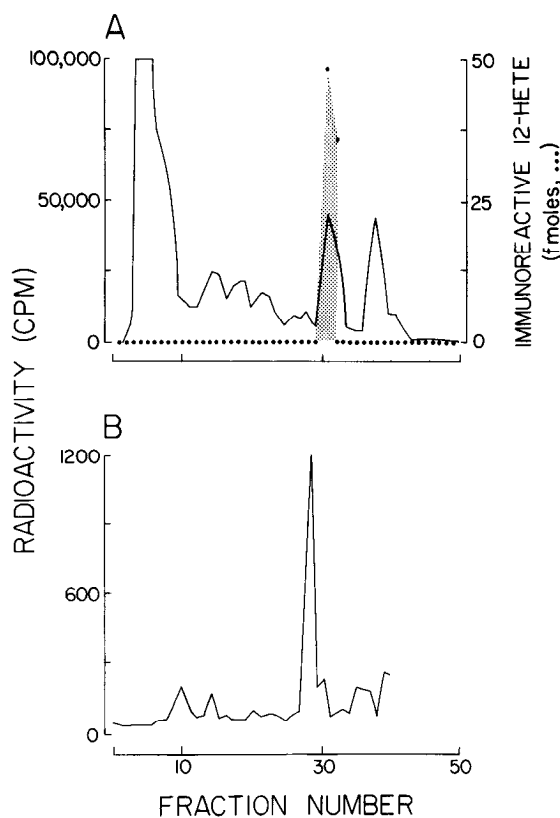 A
100,000
50,000
0
50
25
0
IMMUNOREACTIVE 12-HETE
(fmoles, ...)
RADIOACTIVITY (CPM)
B
1200
600
0
10
30
50
FRACTION NUMBER